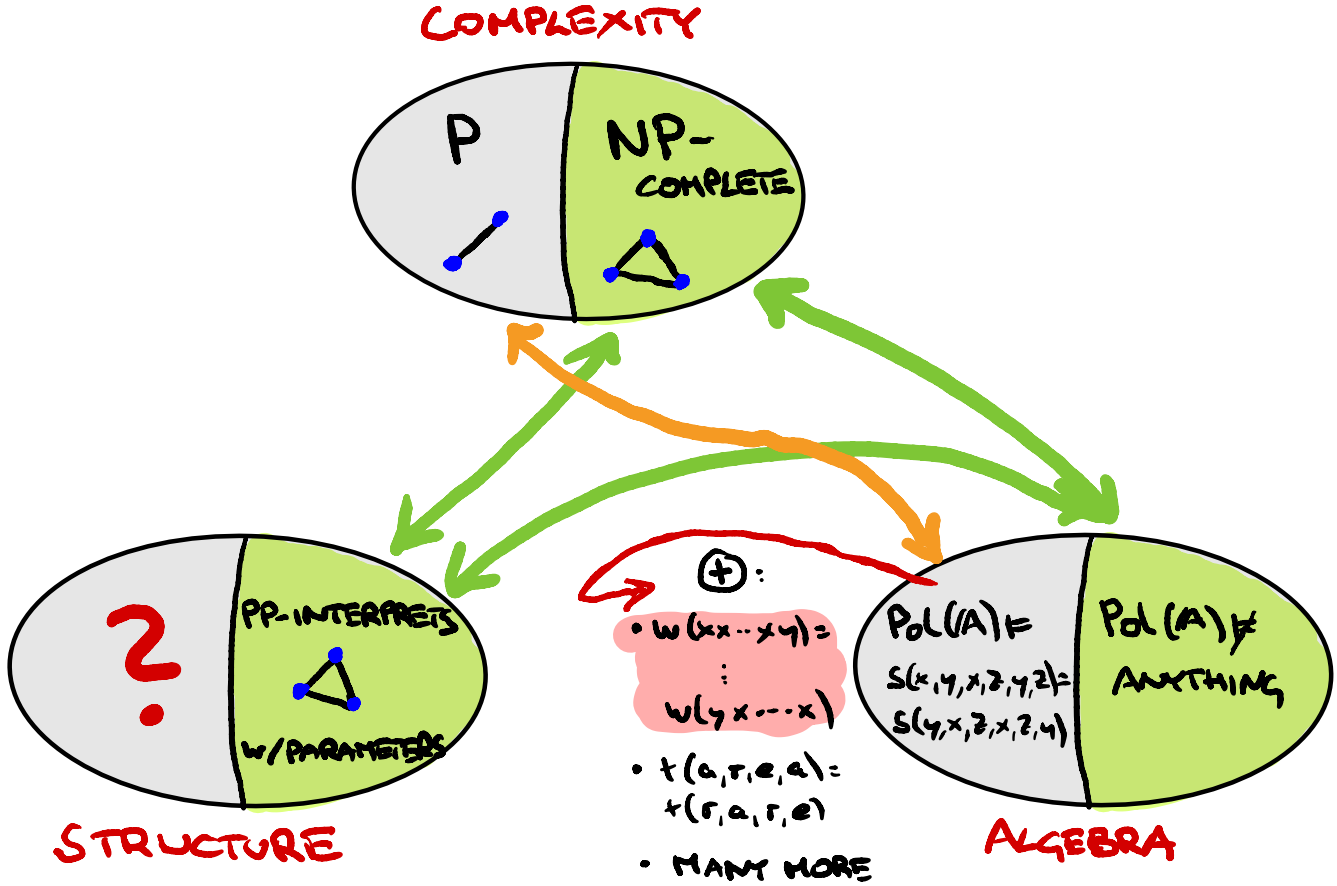 COMPLEXITY
P
NP-
COMPLETE
?
PP-INTERPRETS
W/PARAMETERS
STRUCTURE
+ :
• w(xx··xy)=
⋮
w(yx····x)
• t(a,r,e,a)=
t(r,a,r,e)
• MANY MORE
Pol(𝔸)⊨
S(x,y,x,z,y,z)=
S(y,x,z,x,z,y)
Pol(𝔸)⊭
ANYTHING
ALGEBRA